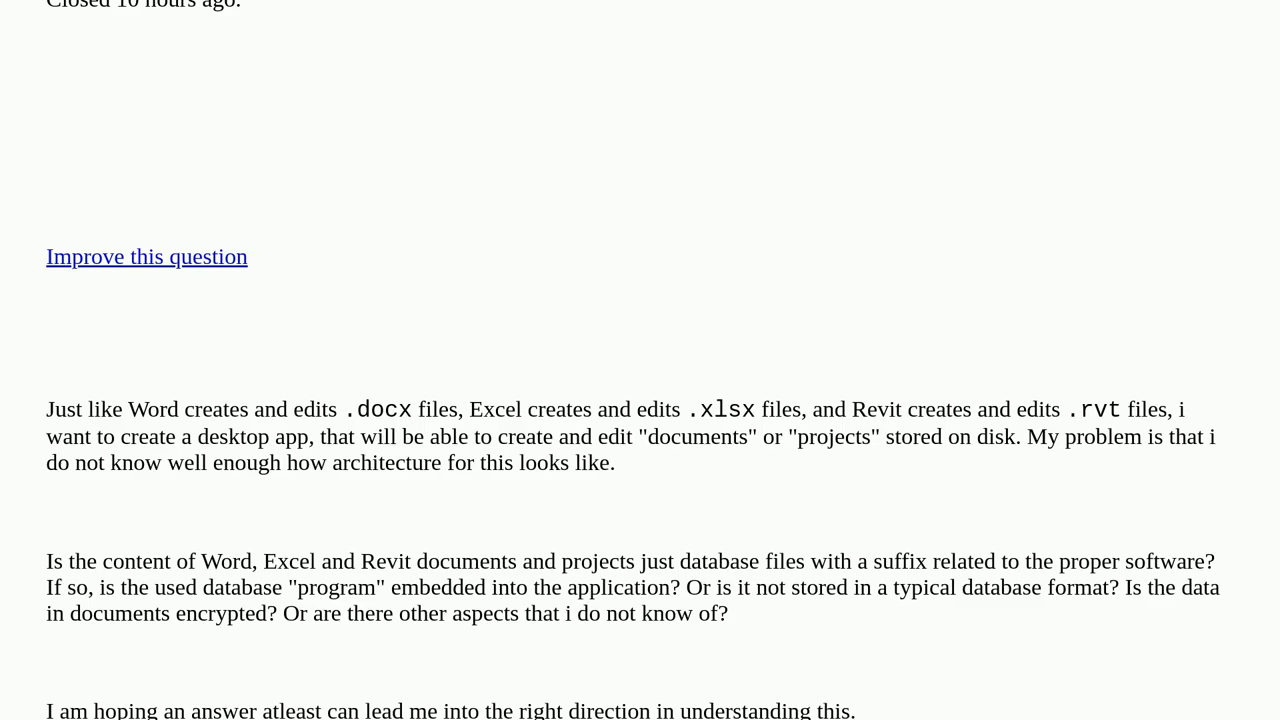 Closed 10 hours ago.
Improve this question
Just like Word creates and edits .docx files, Excel creates and edits .xlsx files, and Revit creates and edits .rvt files, i
want to create a desktop app, that will be able to create and edit "documents" or "projects" stored on disk. My problem is that i
do not know well enough how architecture for this looks like.
Is the content of Word, Excel and Revit documents and projects just database files with a suffix related to the proper software?
If so, is the used database "program" embedded into the application? Or is it not stored in a typical database format? Is the data
in documents encrypted? Or are there other aspects that i do not know of?
I am hoping an answer atleast can lead me into the right direction in understanding this.